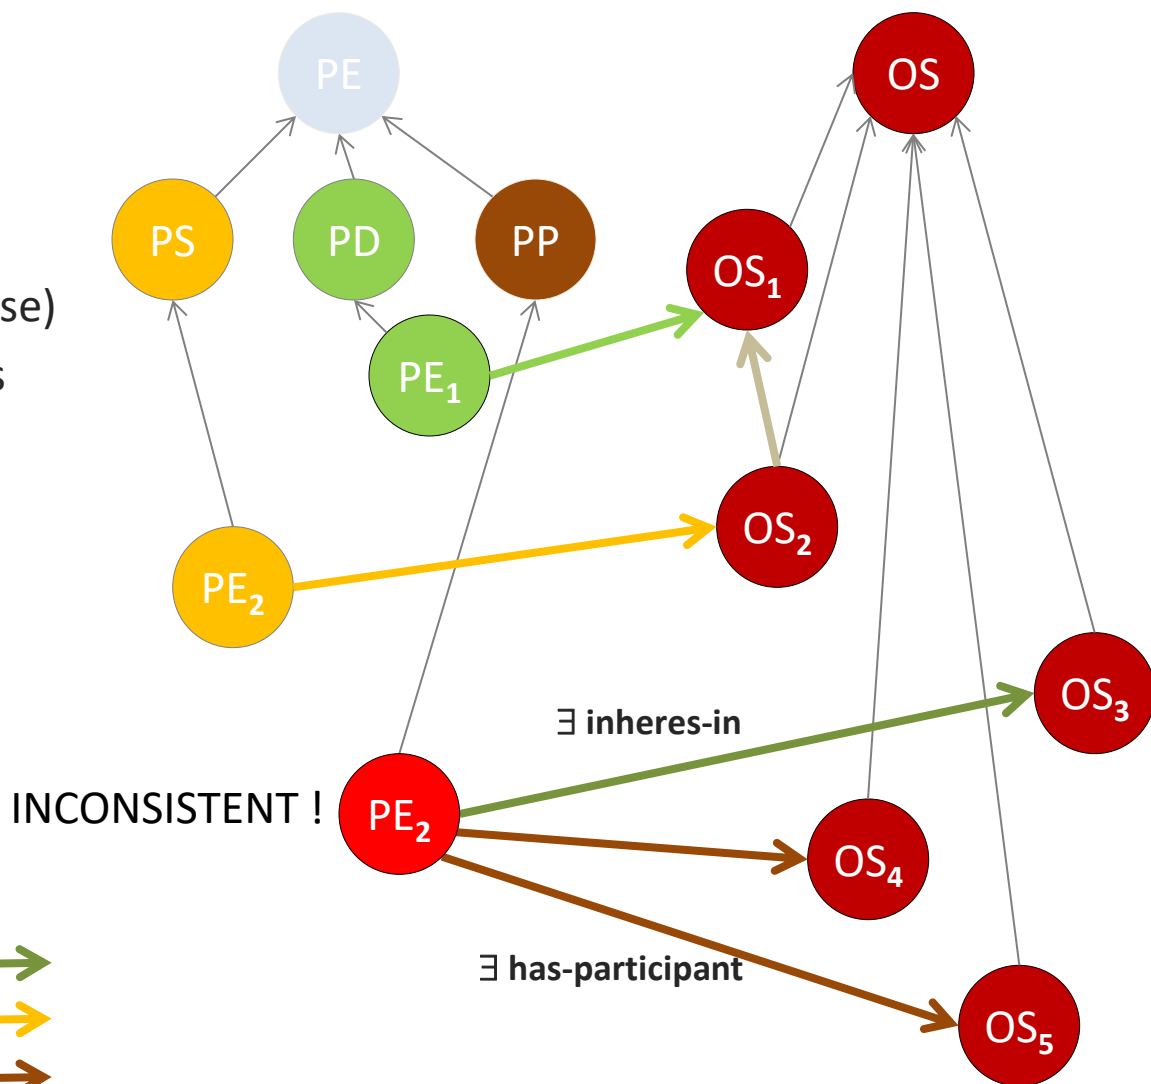 PE
OS
PS
PD
PP
OS1
se)
s
PE1
OS2
PE2
OS3
∃ inheres-in
INCONSISTENT !
PE2
OS4
∃ has-participant
OS5